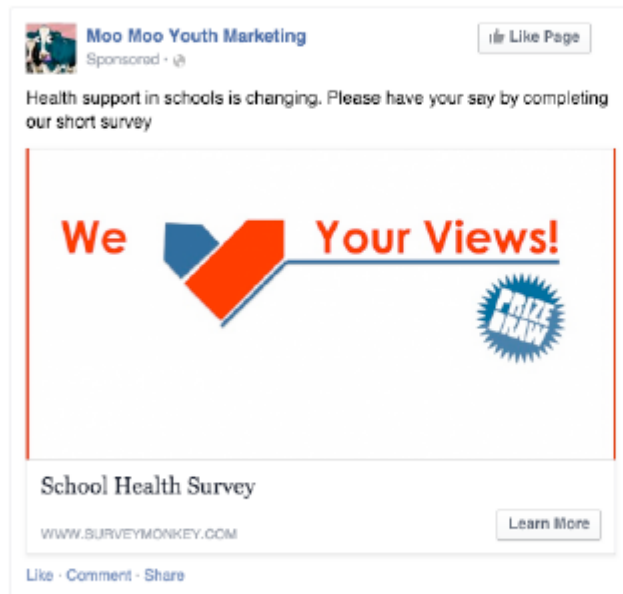 Moo Moo Youth Marketing
Like Page
Sponsored ·
Health support in schools is changing. Please have your say by completing
our short survey
We Your Views!
PRIZE
DRAW
School Health Survey
WWW.SURVEYMONKEY.COM
Learn More
Like · Comment · Share